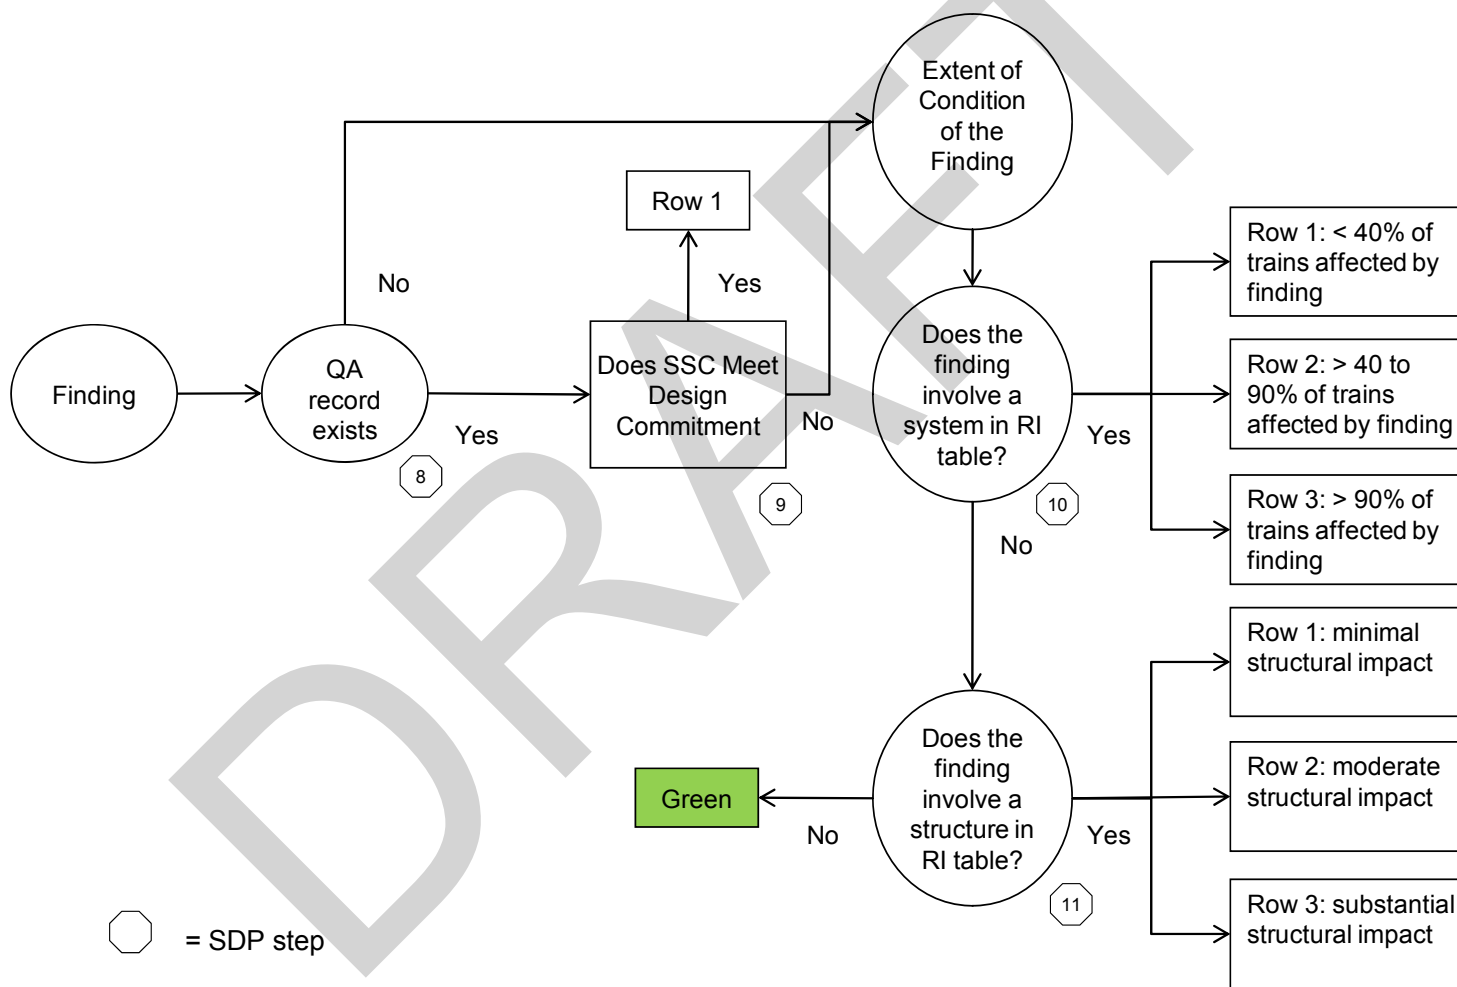 Extent of
Condition
of the
Finding
Row 1
No
Yes
Finding
QA
record
exists
Yes
8
Does SSC Meet
Design
Commitment
No
9
Does the
finding
involve a
system in RI
table?
Yes
10
No
Row 1: < 40% of
trains affected by
finding
Row 2: > 40 to
90% of trains
affected by finding
Row 3: > 90% of
trains affected by
finding
Does the
finding
involve a
structure in
RI table?
Yes
11
No
Green
Row 1: minimal
structural impact
Row 2: moderate
structural impact
Row 3: substantial
structural impact
= SDP step
DRAFT